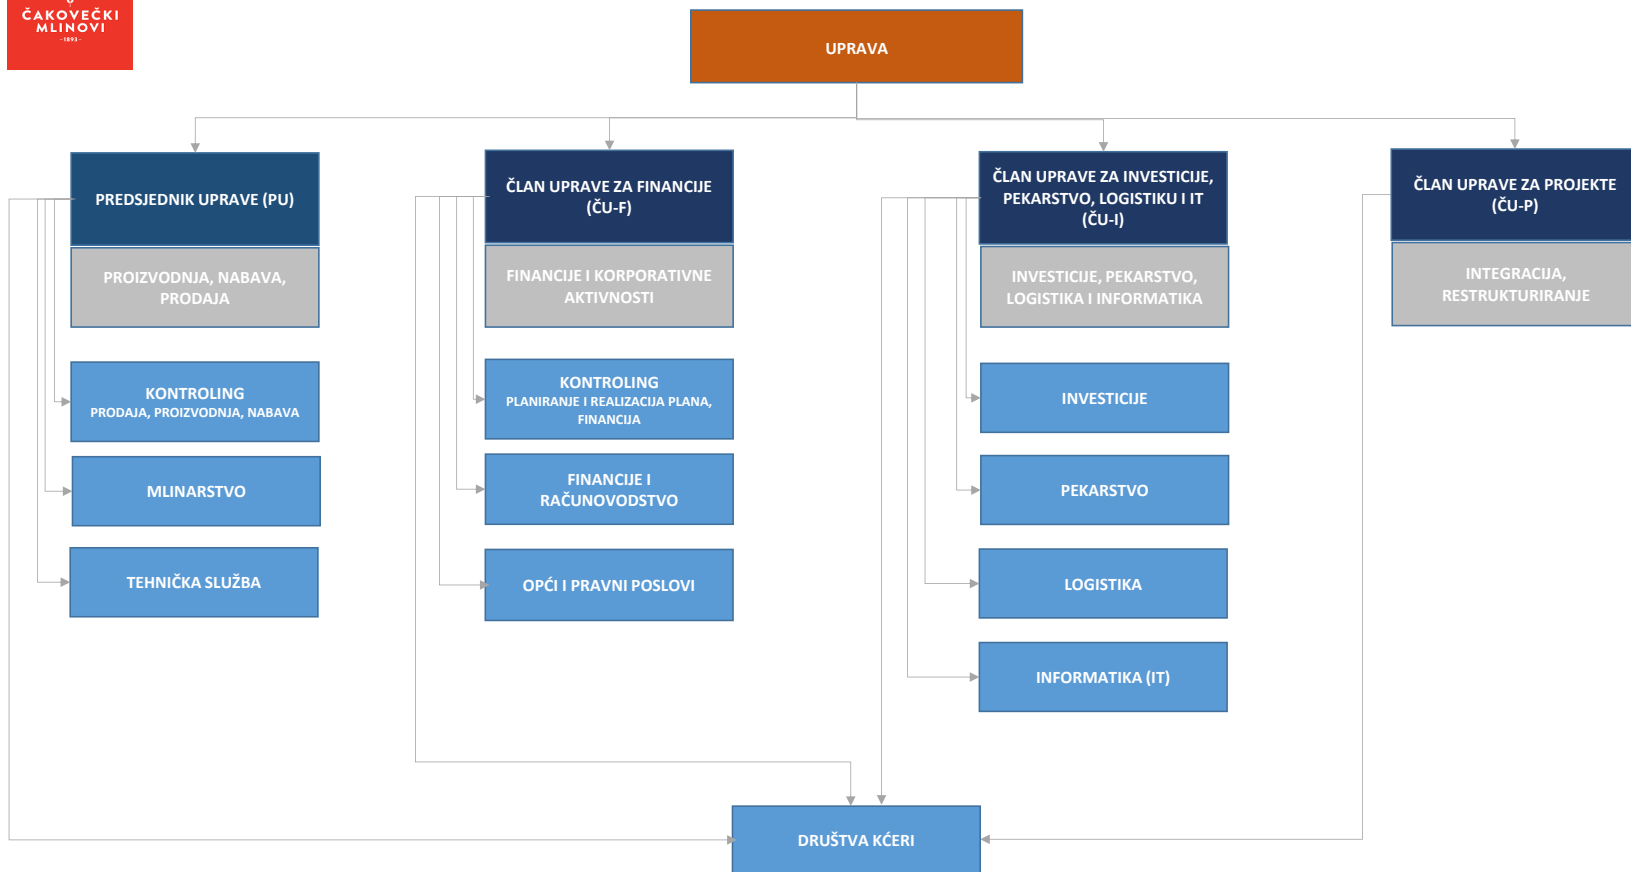 ČAKOVEČKI
MLINOVI
-1893-
UPRAVA
PREDSJEDNIK UPRAVE (PU)
PROIZVODNJA, NABAVA,
PRODAJA
KONTROLING
PRODAJA, PROIZVODNJA, NABAVA
MLINARSTVO
TEHNIČKA SLUŽBA
ČLAN UPRAVE ZA FINANCIJE
(ČU-F)
FINANCIJE I KORPORATIVNE
AKTIVNOSTI
KONTROLING
PLANIRANJE I REALIZACIJA PLANA,
FINANCIJA
FINANCIJE I
RAČUNOVODSTVO
OPĆI I PRAVNI POSLOVI
ČLAN UPRAVE ZA INVESTICIJE,
PEKARSTVO, LOGISTIKU I IT
(ČU-I)
INVESTICIJE, PEKARSTVO,
LOGISTIKA I INFORMATIKA
INVESTICIJE
PEKARSTVO
LOGISTIKA
INFORMATIKA (IT)
ČLAN UPRAVE ZA PROJEKTE
(ČU-P)
INTEGRACIJA,
RESTRUKTURIRANJE
DRUŠTVA KĆERI